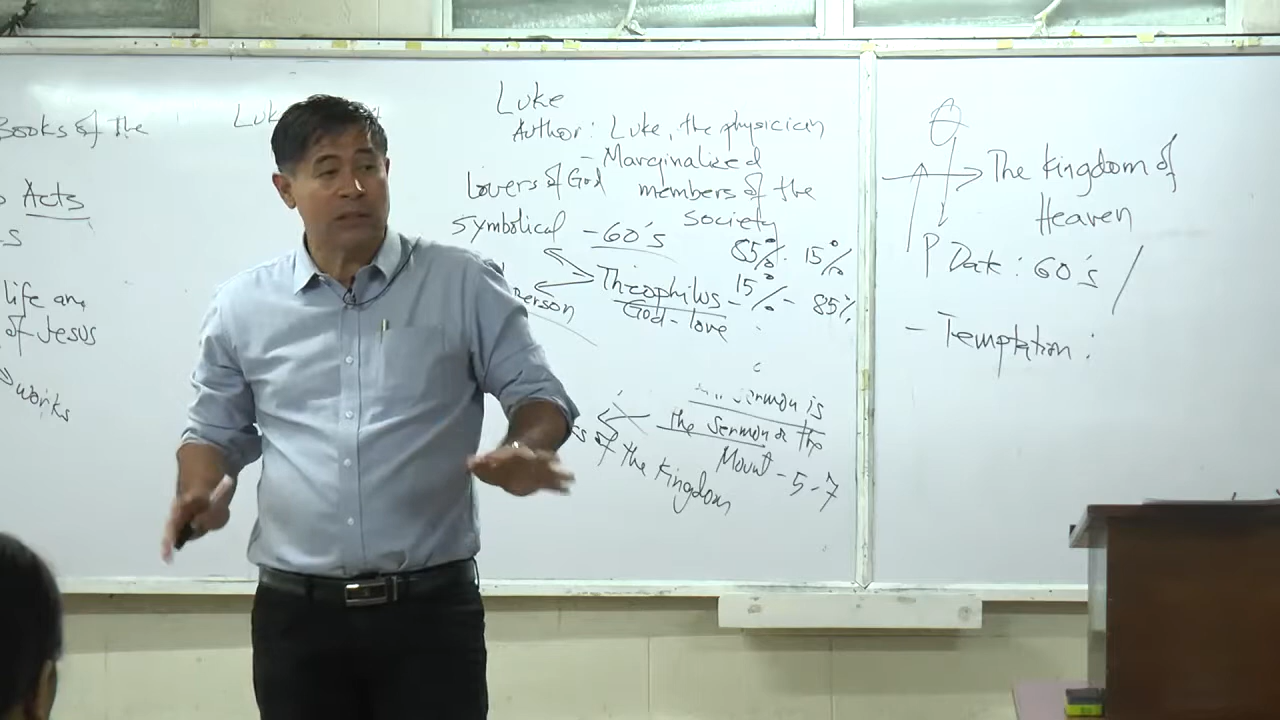 Books of the
Acts
life an
of Jesus
works
Luk
Luke
Author: Luke, the physician
- Marginalized
members of the
society
lovers of God
symbolical
- 60's
85% - 15%
Theophilus - 15% - 85%
God-love
erson
sermon is
the sermon on the
Mount - 5-7
of the Kingdom
The Kingdom of
Heaven
P Date: 60's
- Temptation: